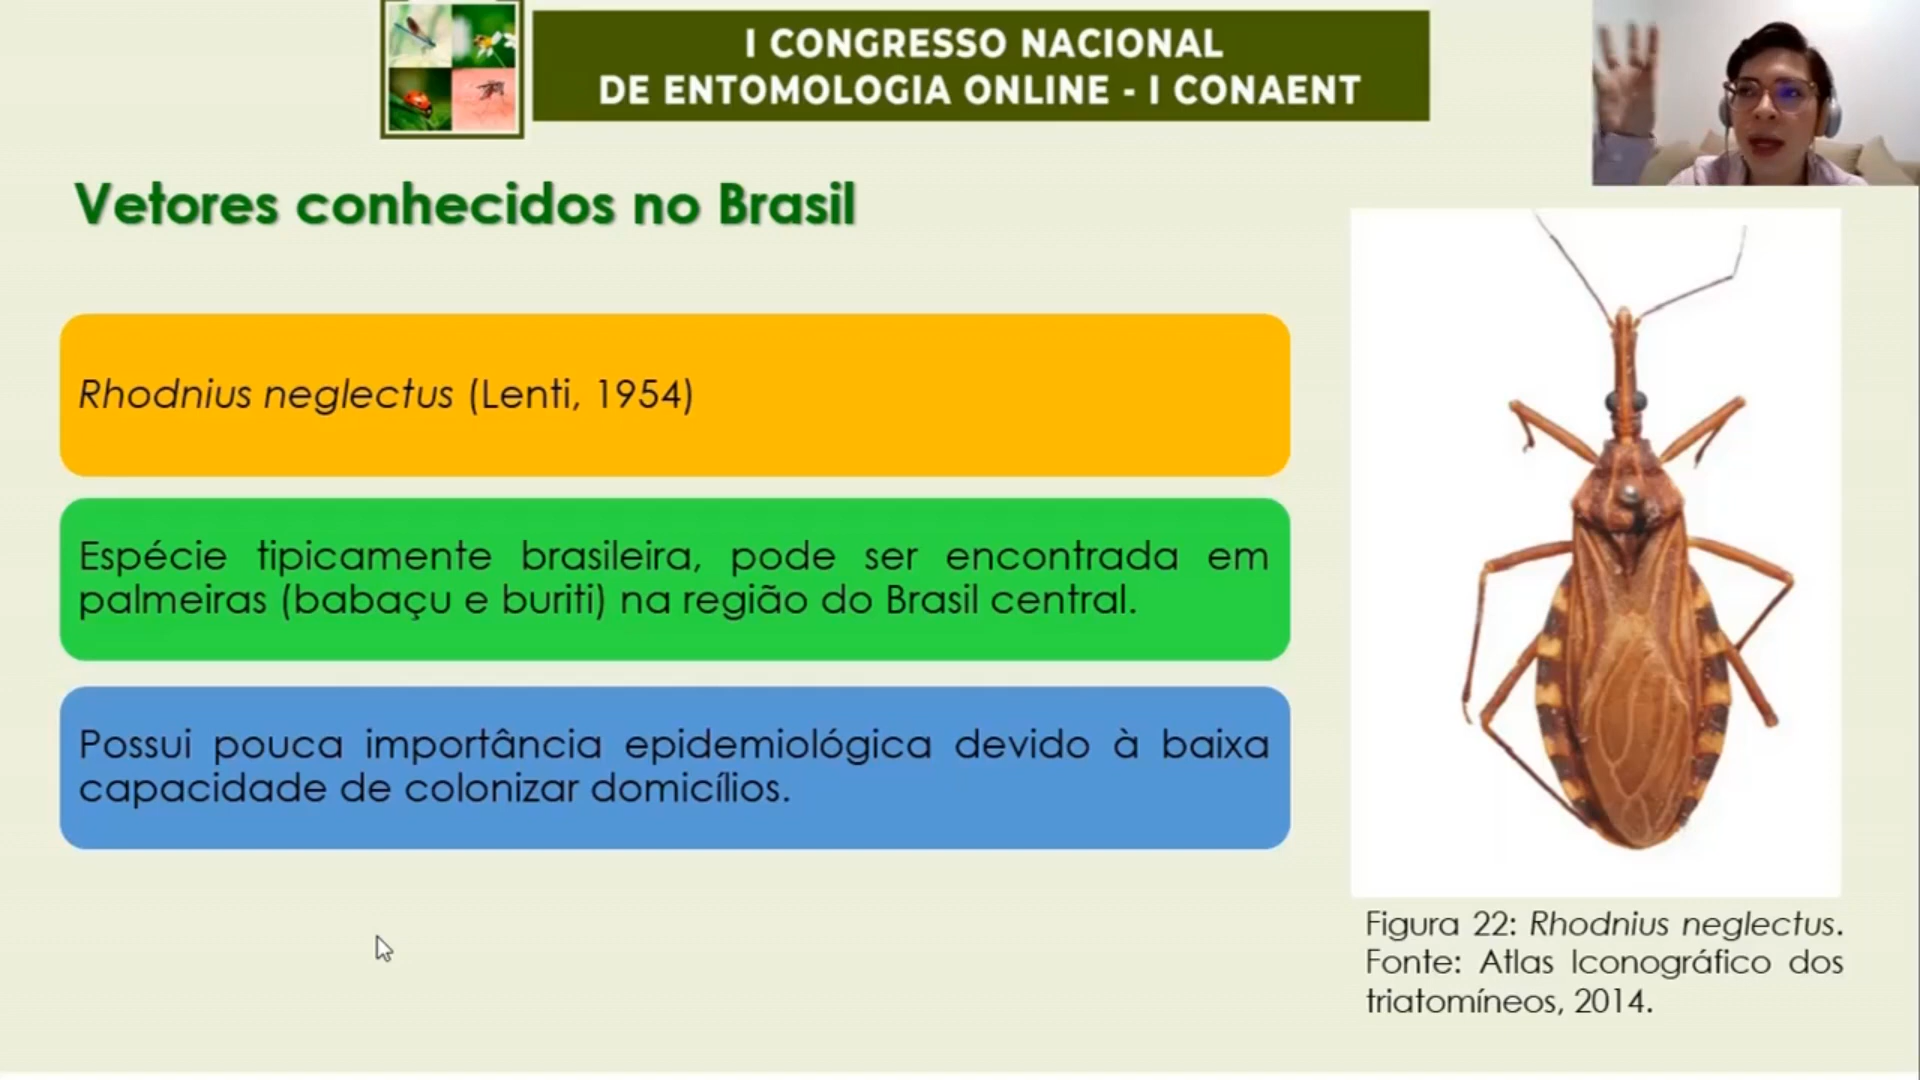 I CONGRESSO NACIONAL
DE ENTOMOLOGIA ONLINE - I CONAENT
Vetores conhecidos no Brasil
Rhodnius neglectus (Lenti, 1954)
Espécie tipicamente brasileira, pode ser encontrada em
palmeiras (babaçu e buriti) na região do Brasil central.
Possui pouca importância epidemiológica devido à baixa
capacidade de colonizar domicílios.
Figura 22: Rhodnius neglectus.
Fonte: Atlas Iconográfico dos
triatomíneos, 2014.